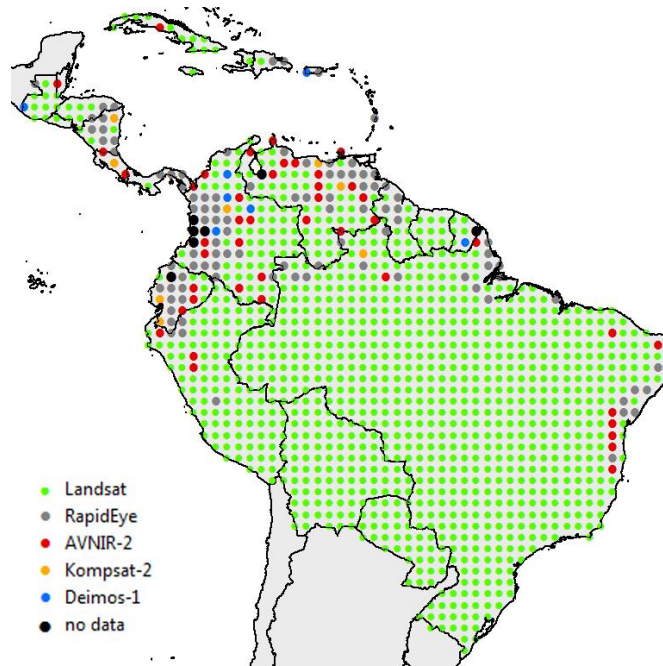 Landsat
RapidEye
AVNIR-2
Kompsat-2
Deimos-1
no data